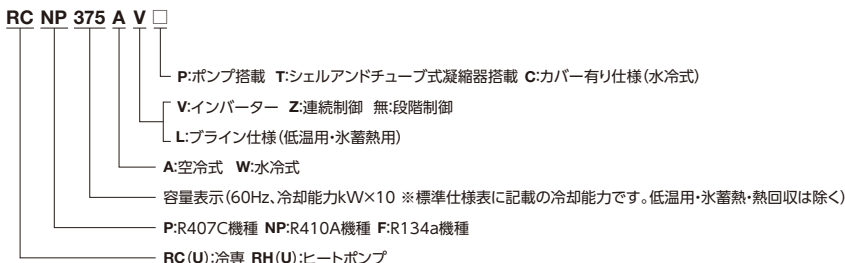 RC NP 375 A V □
P:ポンプ搭載 T:シェルアンドチューブ式凝縮器搭載 C:カバー有り仕様(水冷式)
V:インバーター Z:連続制御 無:段階制御
L:ブライン仕様(低温用・氷蓄熱用)
A:空冷式 W:水冷式
容量表示(60Hz、冷却能力kW×10 ※標準仕様表に記載の冷却能力です。低温用・氷蓄熱・熱回収は除く)
P:R407C機種 NP:R410A機種 F:R134a機種
RC(U):冷専 RH(U):ヒートポンプ